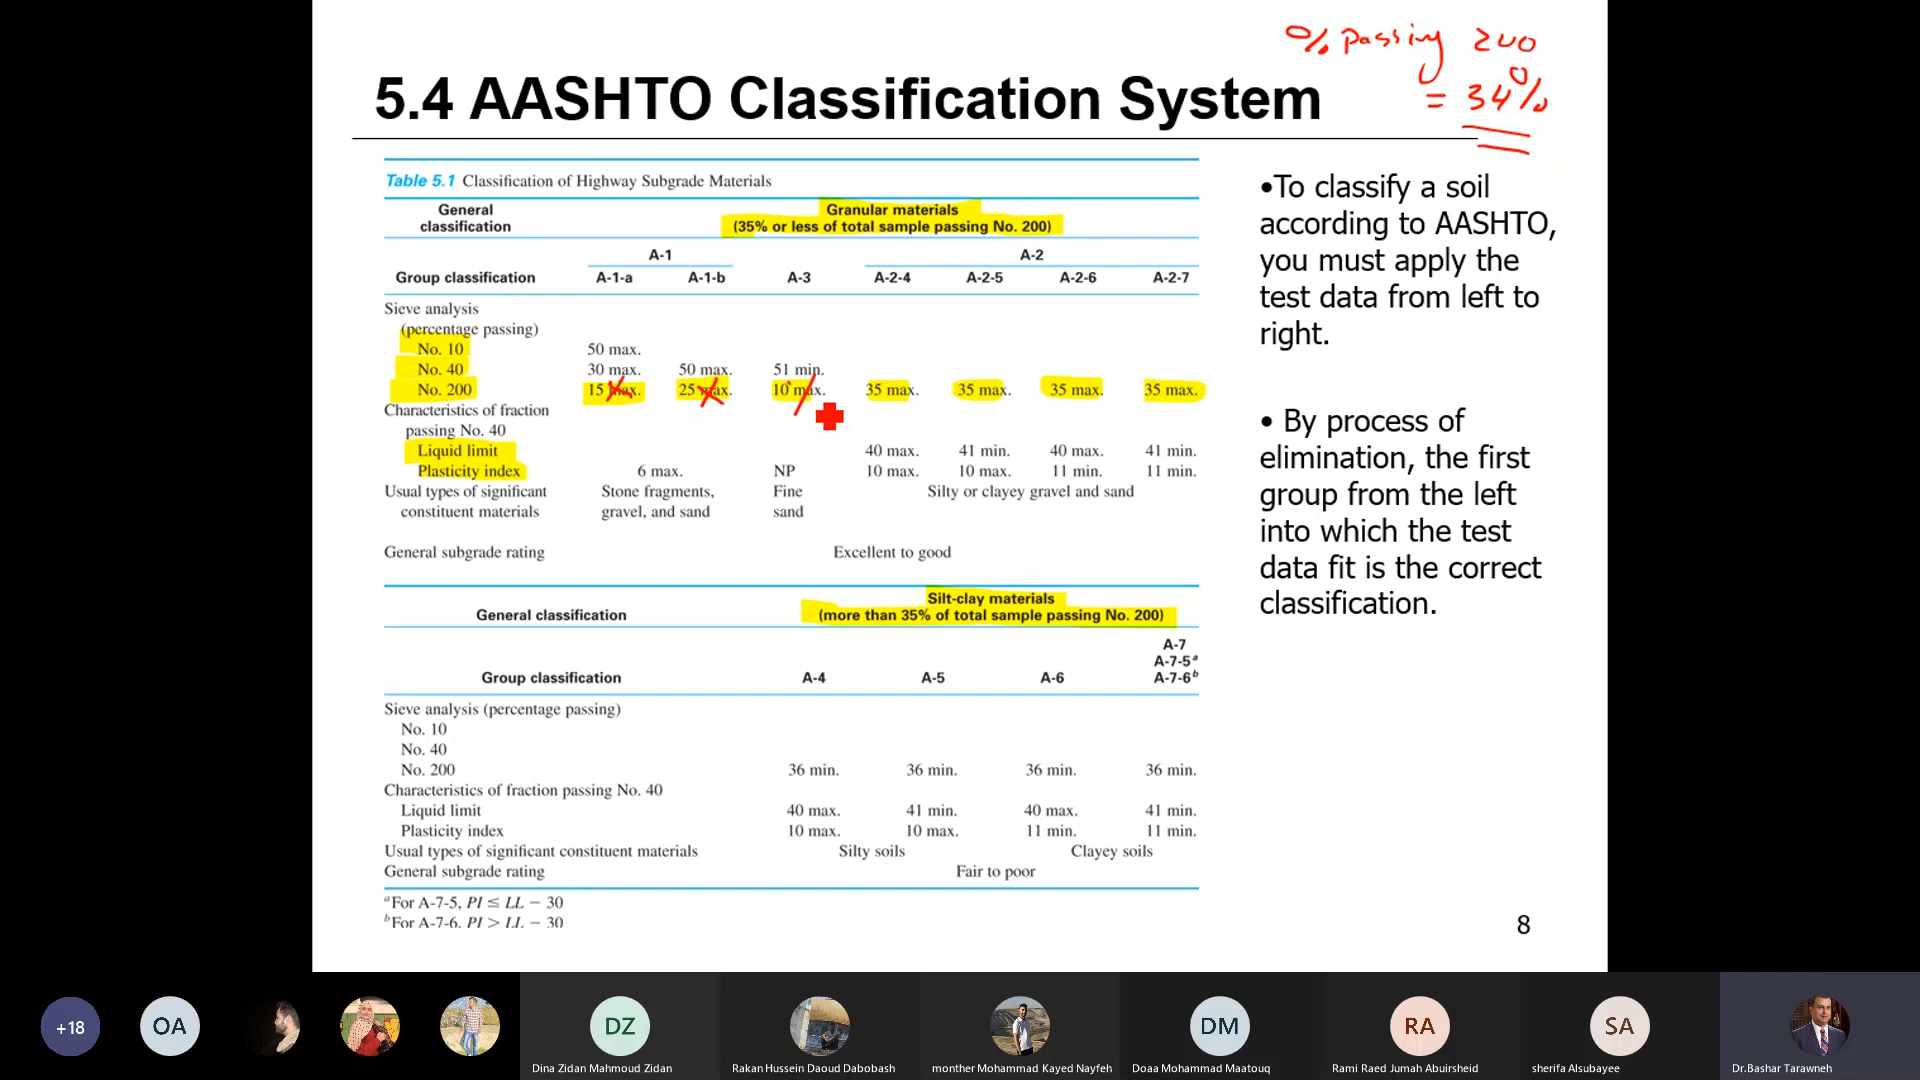 % passing 200
= 34%
5.4 AASHTO Classification System
Table 5.1 Classification of Highway Subgrade Materials
General classification
Granular materials
(35% or less of total sample passing No. 200)
A-1 A-2
Group classification A-1-a A-1-b A-3 A-2-4 A-2-5 A-2-6 A-2-7
Sieve analysis
(percentage passing)
No. 10 50 max.
No. 40 30 max. 50 max. 51 min.
No. 200 15 max. 25 max. 10 max. 35 max. 35 max. 35 max. 35 max.
Characteristics of fraction
passing No. 40
Liquid limit 40 max. 41 min. 40 max. 41 min.
Plasticity index 6 max. NP 10 max. 10 max. 11 min. 11 min.
Usual types of significant Stone fragments, Fine Silty or clayey gravel and sand
constituent materials gravel, and sand sand
General subgrade rating Excellent to good
Silt-clay materials
General classification (more than 35% of total sample passing No. 200)
A-7
A-7-5a
Group classification A-4 A-5 A-6 A-7-6b
Sieve analysis (percentage passing)
No. 10
No. 40
No. 200 36 min. 36 min. 36 min. 36 min.
Characteristics of fraction passing No. 40
Liquid limit 40 max. 41 min. 40 max. 41 min.
Plasticity index 10 max. 10 max. 11 min. 11 min.
Usual types of significant constituent materials Silty soils Clayey soils
General subgrade rating Fair to poor
aFor A-7-5, PI ≤ LL − 30
bFor A-7-6, PI > LL − 30
•To classify a soil
according to AASHTO,
you must apply the
test data from left to
right.
• By process of
elimination, the first
group from the left
into which the test
data fit is the correct
classification.
8
+18 OA DZ DM RA SA
Dina Zidan Mahmoud Zidan
Rakan Hussein Daoud Dabobash
monther Mohammad Kayed Nayfeh
Doaa Mohammad Maatouq
Rami Raed Jumah Abuirsheid
sherifa Alsubayee
Dr.Bashar Tarawneh